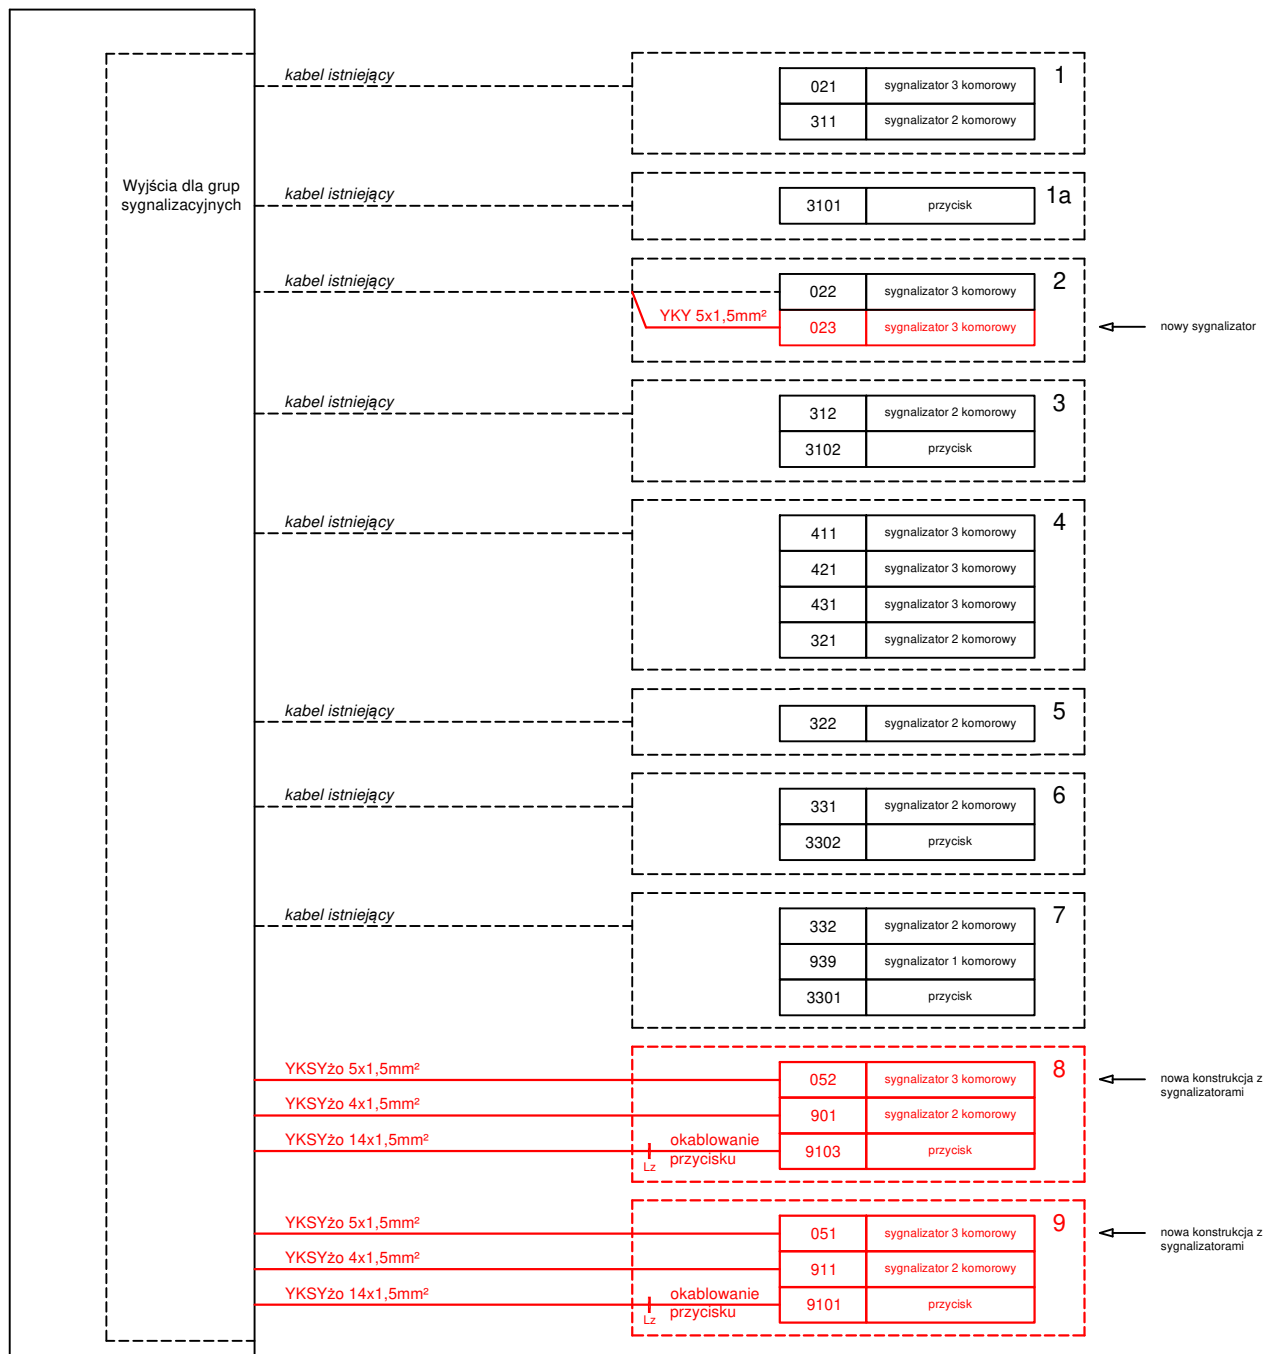 Wyjścia dla grup
sygnalizacyjnych
kabel istniejący
1
021 sygnalizator 3 komorowy
311 sygnalizator 2 komorowy
kabel istniejący
1a
3101 przycisk
kabel istniejący
2
022 sygnalizator 3 komorowy
YKY 5x1,5mm²
023 sygnalizator 3 komorowy
nowy sygnalizator
kabel istniejący
3
312 sygnalizator 2 komorowy
3102 przycisk
kabel istniejący
4
411 sygnalizator 3 komorowy
421 sygnalizator 3 komorowy
431 sygnalizator 3 komorowy
321 sygnalizator 2 komorowy
kabel istniejący
5
322 sygnalizator 2 komorowy
kabel istniejący
6
331 sygnalizator 2 komorowy
3302 przycisk
kabel istniejący
7
332 sygnalizator 2 komorowy
939 sygnalizator 1 komorowy
3301 przycisk
YKSYżo 5x1,5mm²
8
052 sygnalizator 3 komorowy
nowa konstrukcja z
sygnalizatorami
YKSYżo 4x1,5mm²
901 sygnalizator 2 komorowy
YKSYżo 14x1,5mm²
Lz
okablowanie
przycisku
9103 przycisk
YKSYżo 5x1,5mm²
9
051 sygnalizator 3 komorowy
nowa konstrukcja z
sygnalizatorami
YKSYżo 4x1,5mm²
911 sygnalizator 2 komorowy
YKSYżo 14x1,5mm²
Lz
okablowanie
przycisku
9101 przycisk